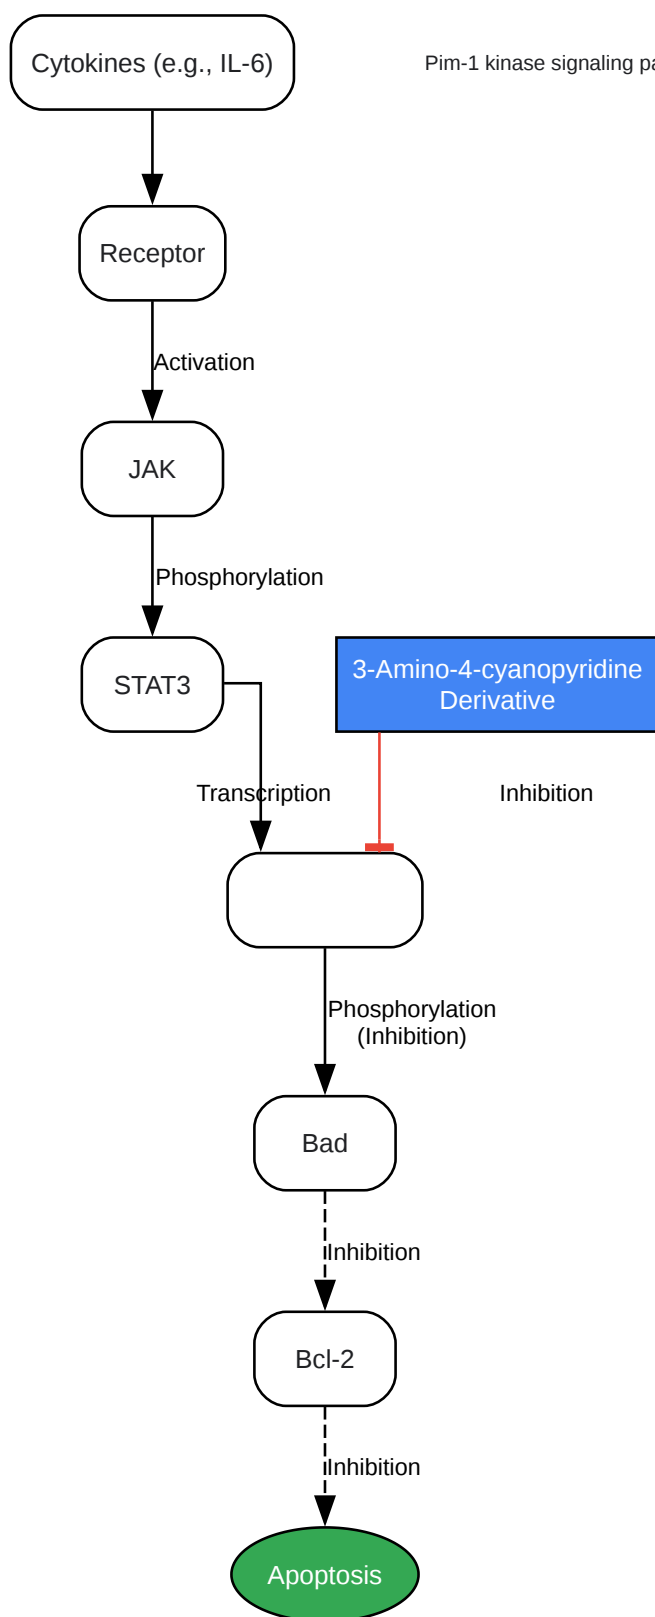 Cytokines (e.g., IL-6)
Pim-1 kinase signaling
Receptor
Activation
JAK
Phosphorylation
STAT3
3-Amino-4-cyanopyridine
Derivative
Transcription
Inhibition
Phosphorylation
(Inhibition)
Bad
Inhibition
Bcl-2
Inhibition
Apoptosis